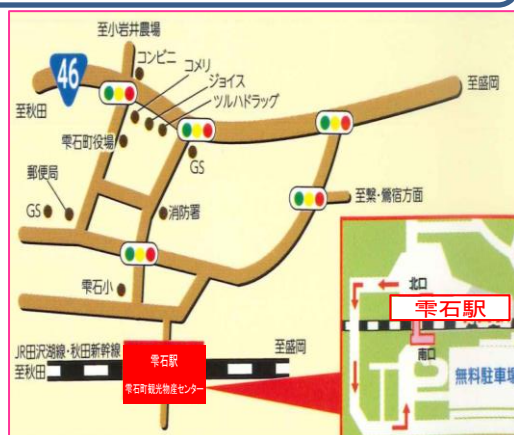 至小岩井農場
コンビニ
コメリ
ジョイス
ツルハドラッグ
46
至秋田
至盛岡
雫石町役場
GS
郵便局
GS
消防署
至繋・鶯宿方面
雫石小
北口
雫石駅
南口
無料駐車場
JR田沢湖線・秋田新幹線
至秋田
至盛岡
雫石駅
雫石町観光物産センター